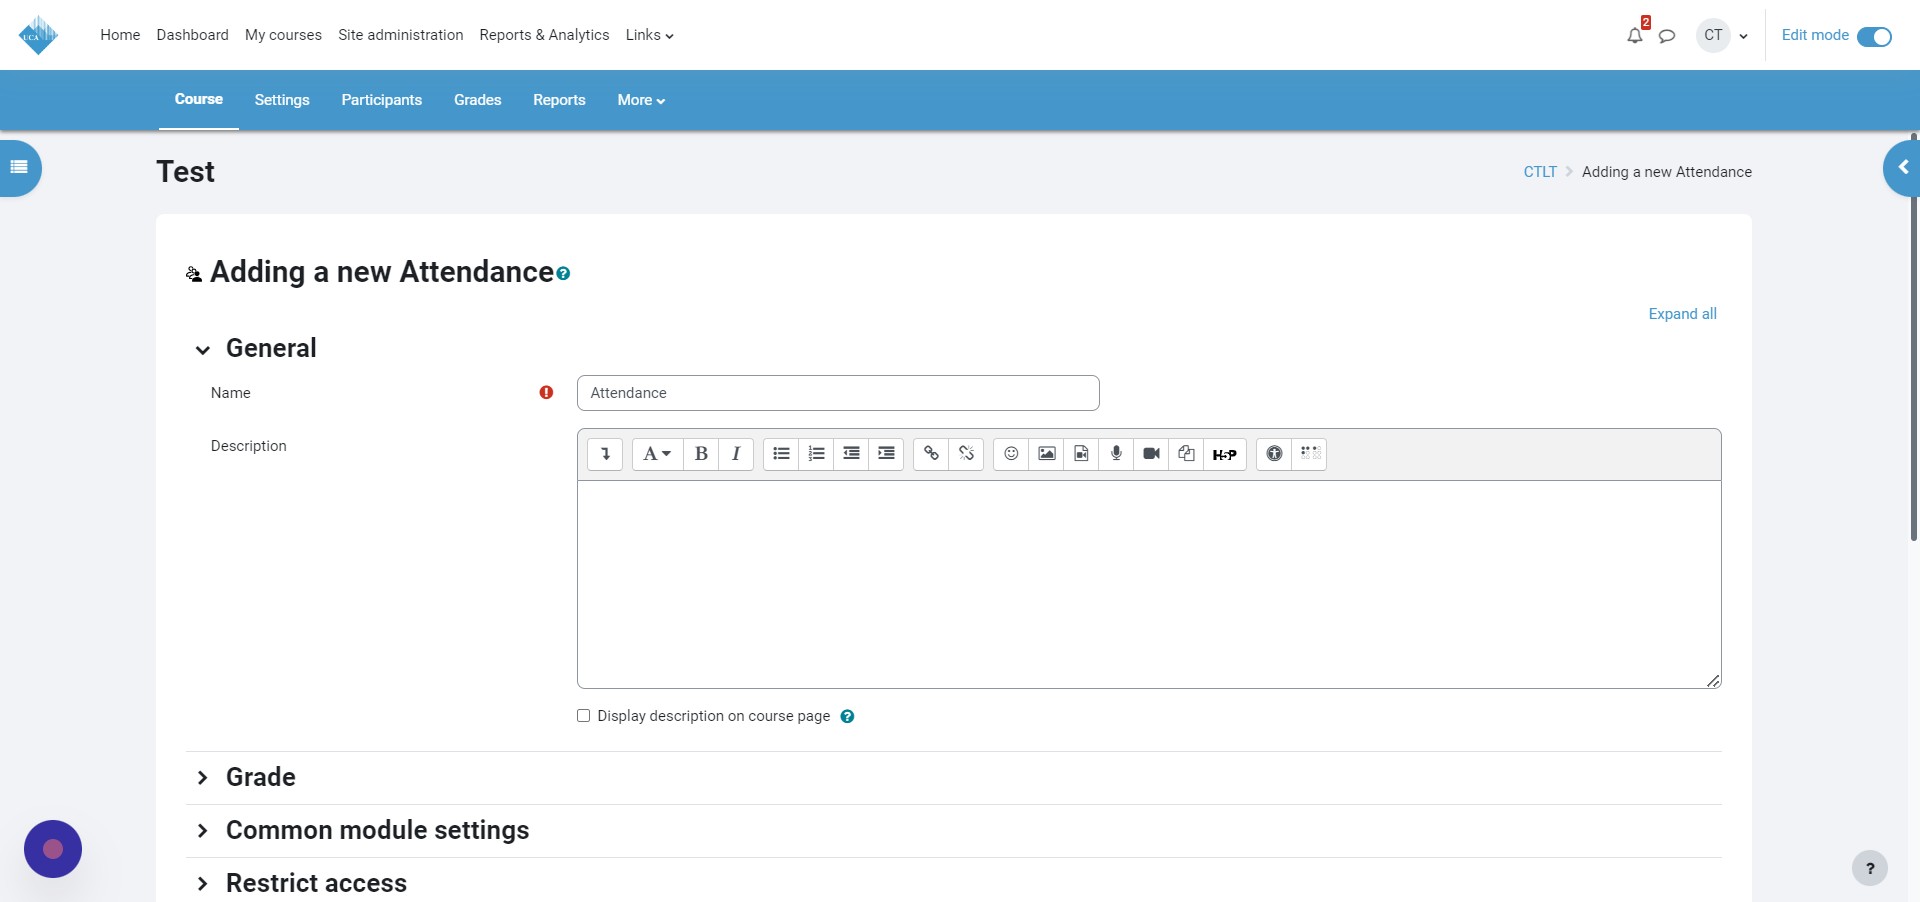 UCA
Home Dashboard My courses Site administration Reports & Analytics Links
2
CT
Edit mode
Course Settings Participants Grades Reports More
Test
CTLT Adding a new Attendance
Adding a new Attendance ?
Expand all
General
Name
Attendance
Description
A B I H5P
Display description on course page ?
Grade
Common module settings
Restrict access
?